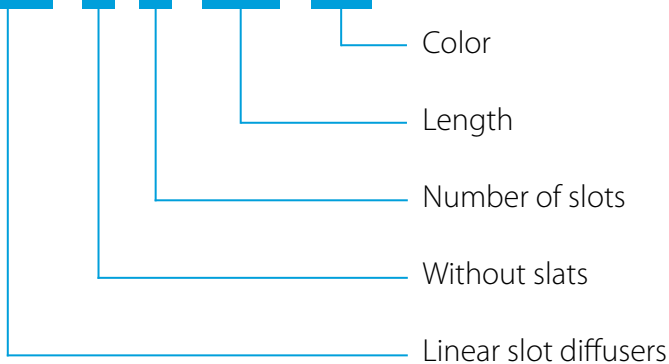 Color
Length
Number of slots
Without slats
Linear slot diffusers